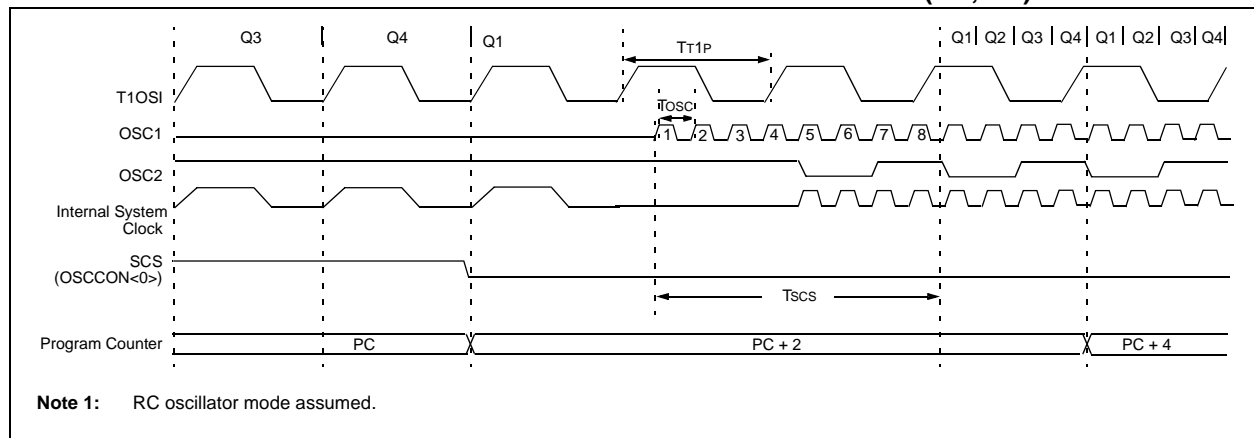 Q3 Q4 Q1 Q1 Q2 Q3 Q4 Q1 Q2 Q3 Q4
TT1P
T1OSI
TOSC
OSC1
1 2 3 4 5 6 7 8
OSC2
Internal System
Clock
SCS
(OSCCON<0>)
TSCS
Program Counter PC PC + 2 PC + 4
Note 1: RC oscillator mode assumed.